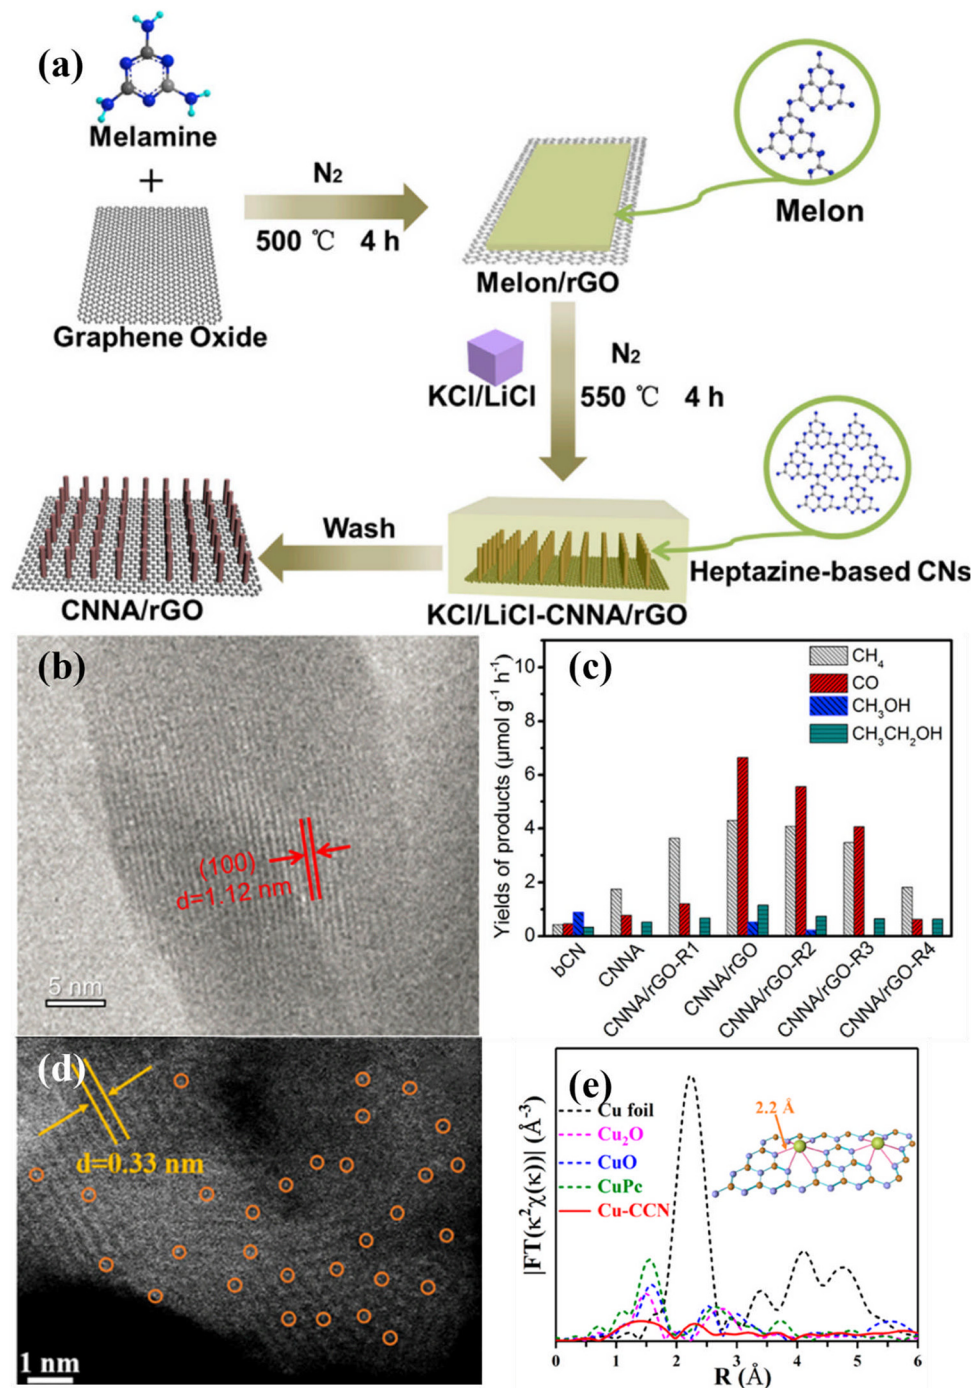 (a)
Melamine
+
Graphene Oxide
N₂
500 ℃ 4 h
Melon/rGO
Melon
KCl/LiCl
N₂
550 ℃ 4 h
Heptazine-based CNs
KCl/LiCl-CNNA/rGO
Wash
CNNA/rGO
(b)
(100)
d=1.12 nm
5 nm
(c)
Yields of products (μmol g⁻¹ h⁻¹)
10
8
6
4
2
0
CH₄
CO
CH₃OH
CH₃CH₂OH
bCN
CNNA
CNNA/rGO-R1
CNNA/rGO
CNNA/rGO-R2
CNNA/rGO-R3
CNNA/rGO-R4
(d)
d=0.33 nm
1 nm
(e)
|FT(κ²χ(κ))| (Å⁻³)
Cu foil
Cu₂O
CuO
CuPc
Cu-CCN
2.2 Å
0 1 2 3 4 5 6
R (Å)